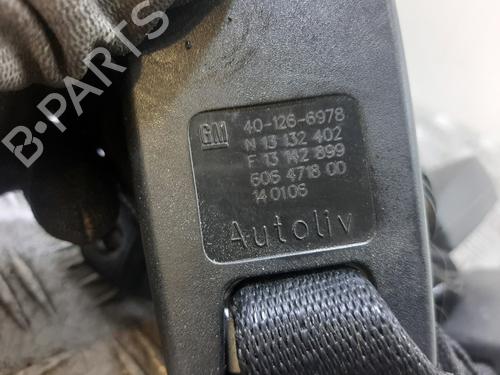 GM 40-126-6978
N 13 132 402
F 13 142 899
606 4718 00
140106
Autoliv
B-PARTS